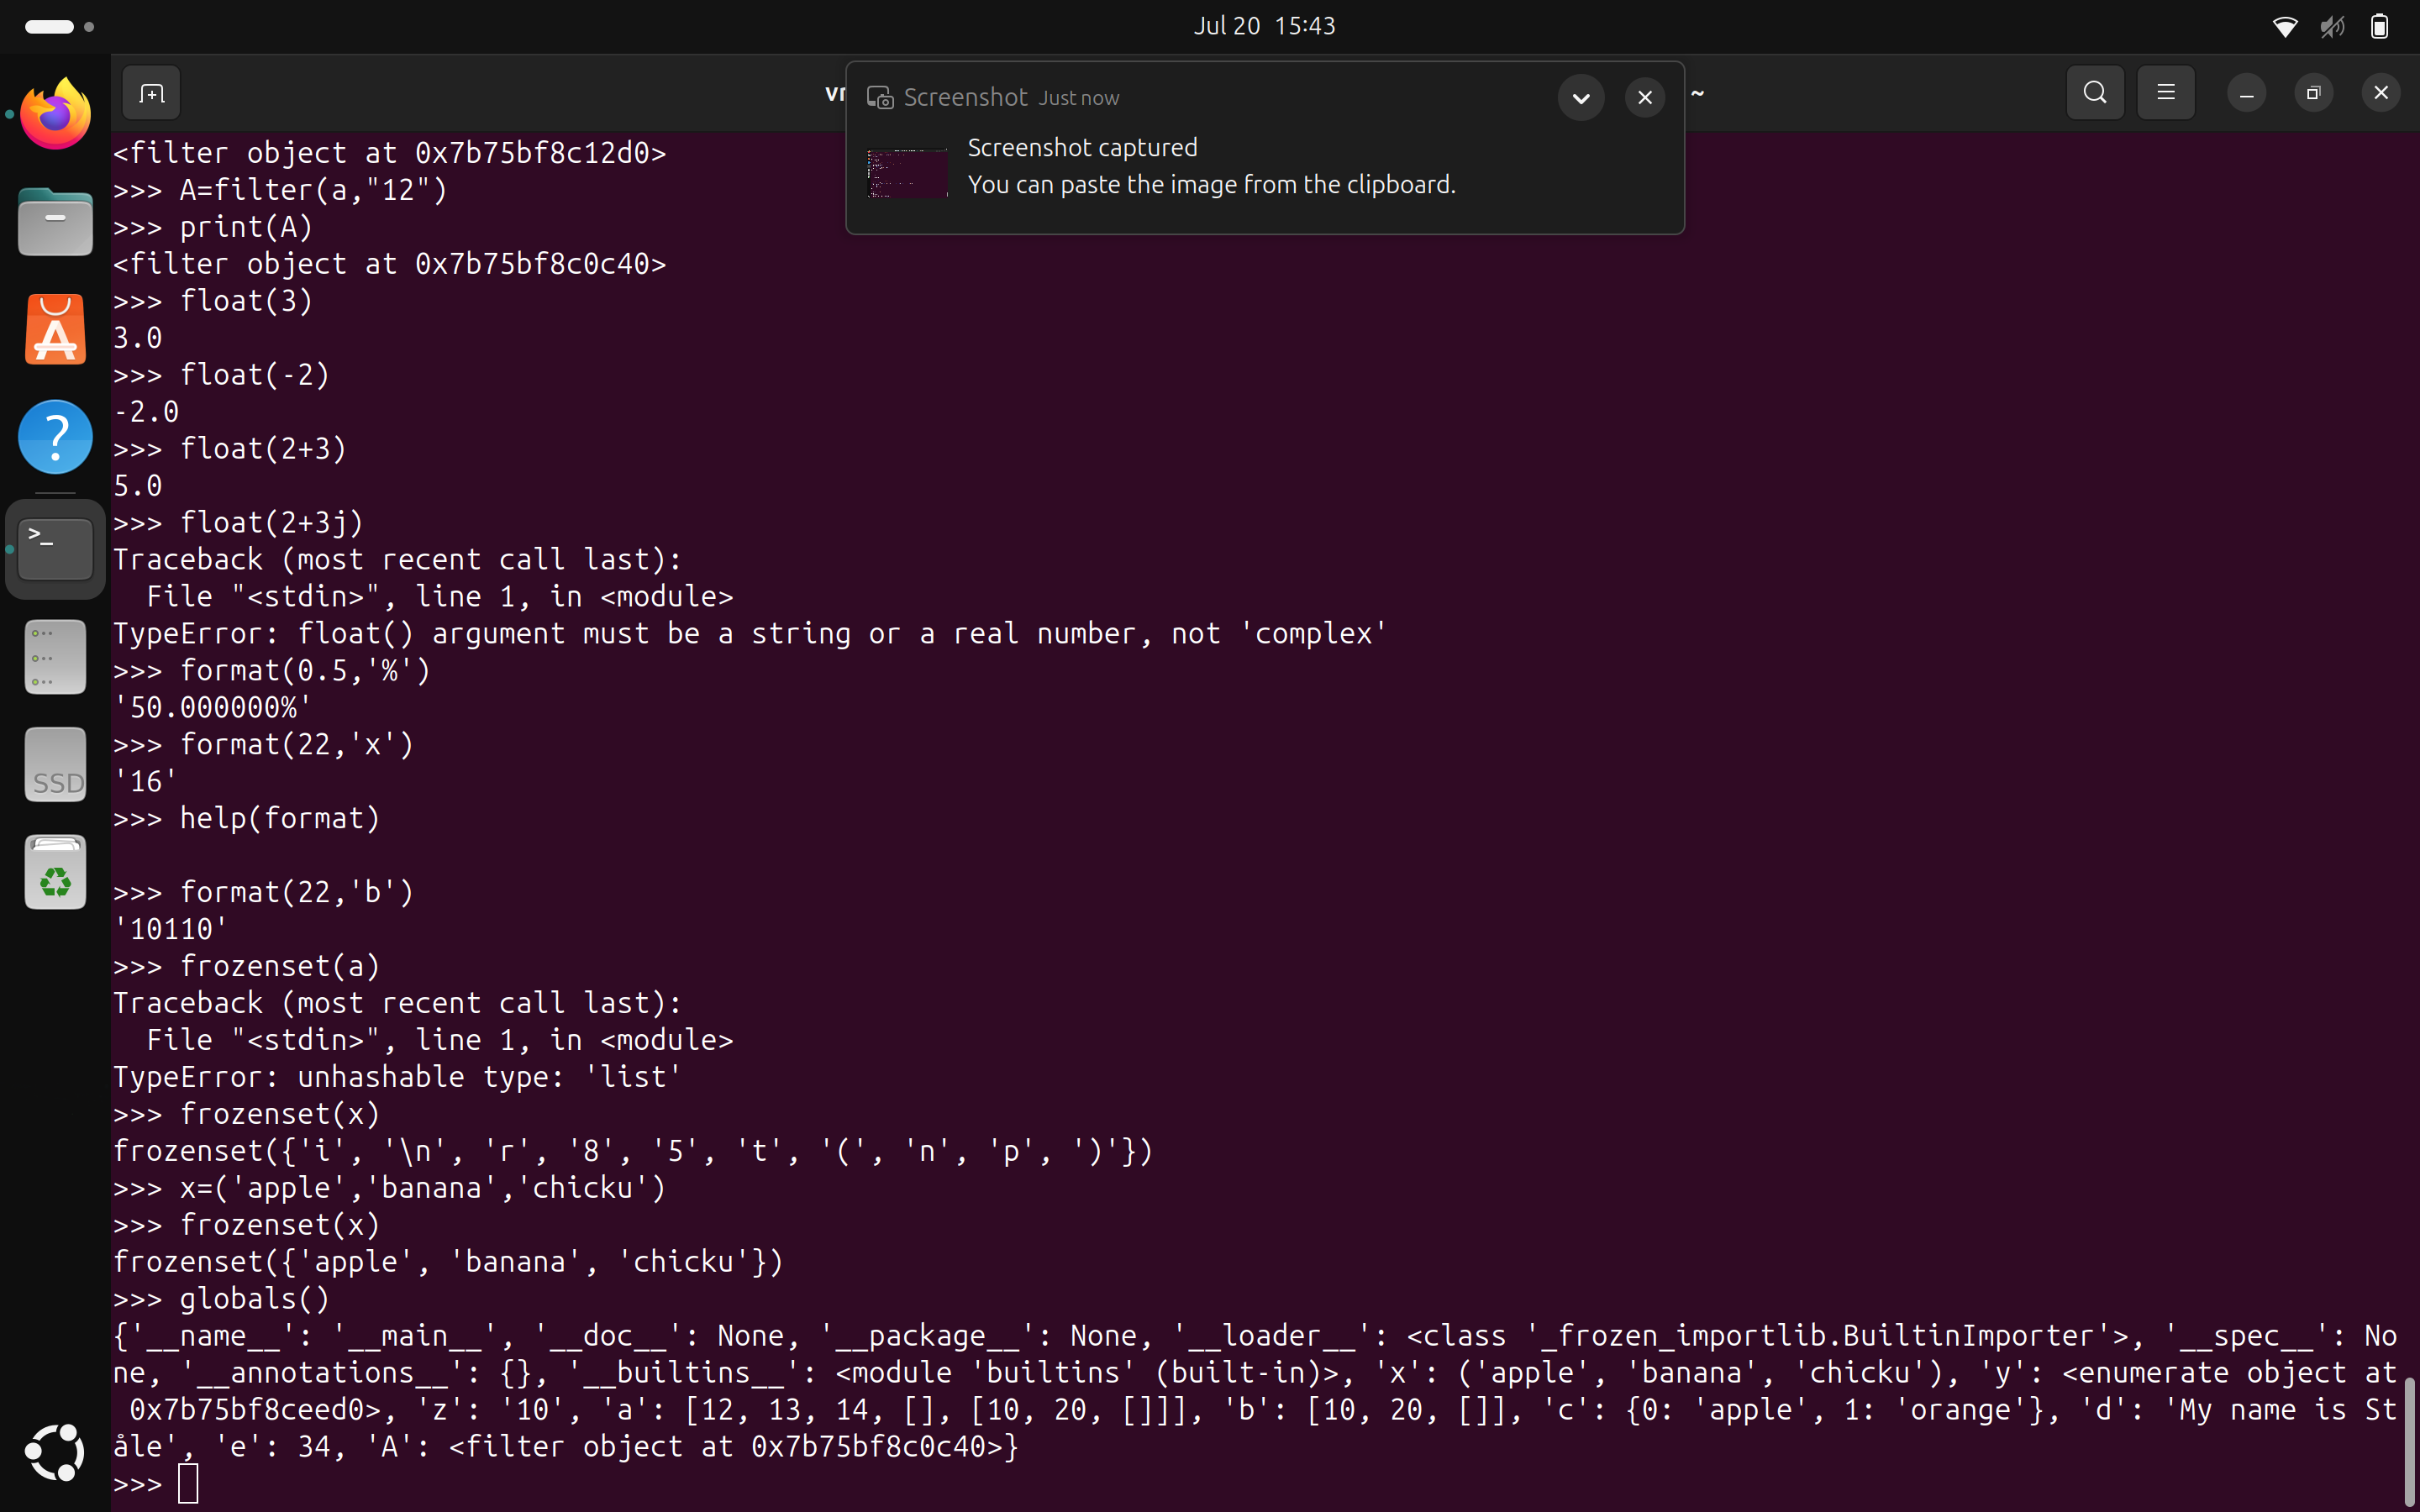 Jul 20 15:43
Screenshot Just now
Screenshot captured
You can paste the image from the clipboard.
~
<filter object at 0x7b75bf8c12d0>
>>> A=filter(a,"12")
>>> print(A)
<filter object at 0x7b75bf8c0c40>
>>> float(3)
3.0
>>> float(-2)
-2.0
>>> float(2+3)
5.0
>>> float(2+3j)
Traceback (most recent call last):
  File "<stdin>", line 1, in <module>
TypeError: float() argument must be a string or a real number, not 'complex'
>>> format(0.5,'%')
'50.000000%'
>>> format(22,'x')
'16'
>>> help(format)

>>> format(22,'b')
'10110'
>>> frozenset(a)
Traceback (most recent call last):
  File "<stdin>", line 1, in <module>
TypeError: unhashable type: 'list'
>>> frozenset(x)
frozenset({'i', '\n', 'r', '8', '5', 't', '(', 'n', 'p', ')'})
>>> x=('apple','banana','chicku')
>>> frozenset(x)
frozenset({'apple', 'banana', 'chicku'})
>>> globals()
{'__name__': '__main__', '__doc__': None, '__package__': None, '__loader__': <class '_frozen_importlib.BuiltinImporter'>, '__spec__': No
ne, '__annotations__': {}, '__builtins__': <module 'builtins' (built-in)>, 'x': ('apple', 'banana', 'chicku'), 'y': <enumerate object at
 0x7b75bf8ceed0>, 'z': '10', 'a': [12, 13, 14, [], [10, 20, []]], 'b': [10, 20, []], 'c': {0: 'apple', 1: 'orange'}, 'd': 'My name is St
åle', 'e': 34, 'A': <filter object at 0x7b75bf8c0c40>}
>>>
SSD